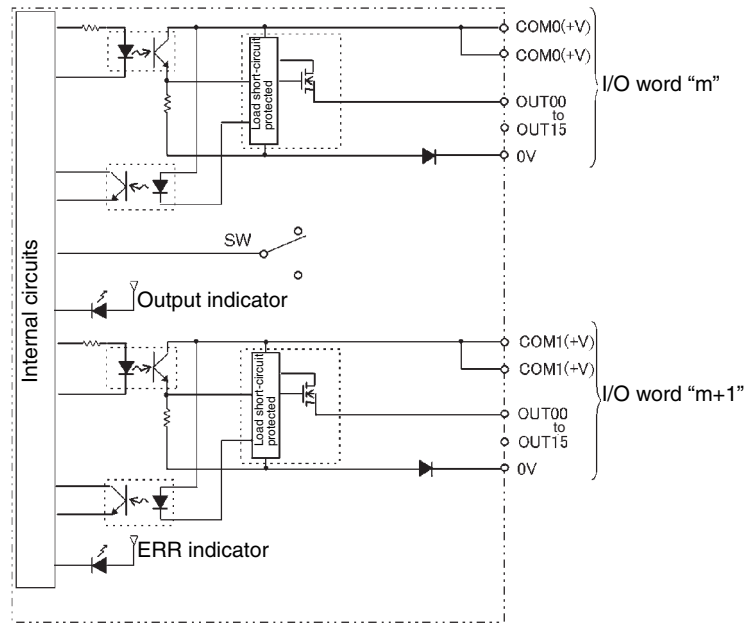 COM0(+V)
COM0(+V)
I/O word “m”
Load short-circuit
protected
OUT00
to
OUT15
0V
SW
Internal circuits
Output indicator
COM1(+V)
COM1(+V)
I/O word “m+1”
Load short-circuit
protected
OUT00
to
OUT15
0V
ERR indicator